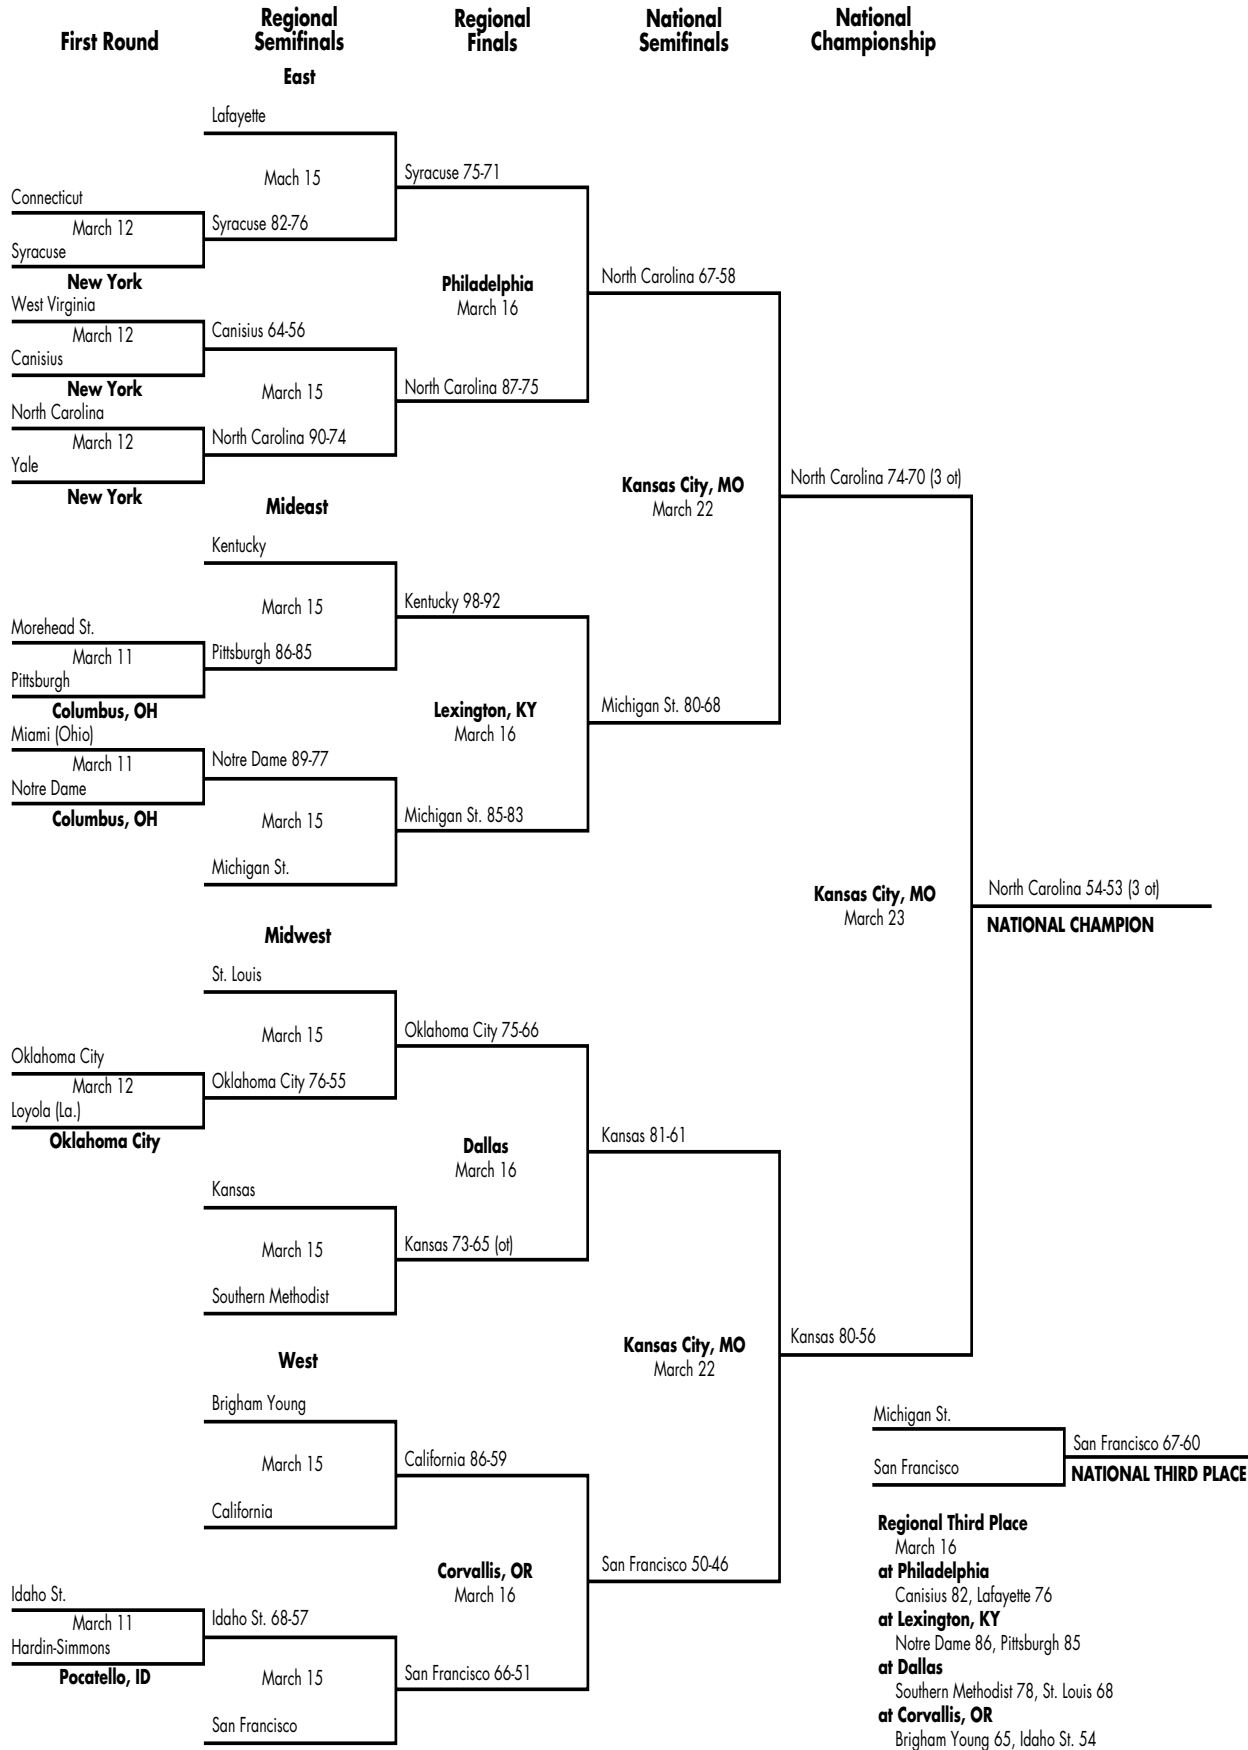 First Round
Regional
Semifinals
Regional
Finals
National
Semifinals
National
Championship
East
Lafayette
Mach 15
Syracuse 75-71
Connecticut
March 12
Syracuse 82-76
Syracuse
New York
Philadelphia
March 16
North Carolina 67-58
West Virginia
March 12
Canisius 64-56
Canisius
New York
March 15
North Carolina 87-75
North Carolina
March 12
North Carolina 90-74
Yale
New York
Kansas City, MO
March 22
North Carolina 74-70 (3 ot)
Mideast
Kentucky
March 15
Kentucky 98-92
Morehead St.
March 11
Pittsburgh 86-85
Pittsburgh
Columbus, OH
Lexington, KY
March 16
Michigan St. 80-68
Miami (Ohio)
March 11
Notre Dame 89-77
Notre Dame
Columbus, OH
March 15
Michigan St. 85-83
Michigan St.
Kansas City, MO
March 23
North Carolina 54-53 (3 ot)
NATIONAL CHAMPION
Midwest
St. Louis
March 15
Oklahoma City 75-66
Oklahoma City
March 12
Oklahoma City 76-55
Loyola (La.)
Oklahoma City
Dallas
March 16
Kansas 81-61
Kansas
March 15
Kansas 73-65 (ot)
Southern Methodist
Kansas City, MO
March 22
Kansas 80-56
West
Brigham Young
March 15
California 86-59
California
Corvallis, OR
March 16
San Francisco 50-46
Idaho St.
March 11
Idaho St. 68-57
Hardin-Simmons
Pocatello, ID
March 15
San Francisco 66-51
San Francisco
Michigan St.
San Francisco 67-60
San Francisco
NATIONAL THIRD PLACE
Regional Third Place
March 16
at Philadelphia
Canisius 82, Lafayette 76
at Lexington, KY
Notre Dame 86, Pittsburgh 85
at Dallas
Southern Methodist 78, St. Louis 68
at Corvallis, OR
Brigham Young 65, Idaho St. 54